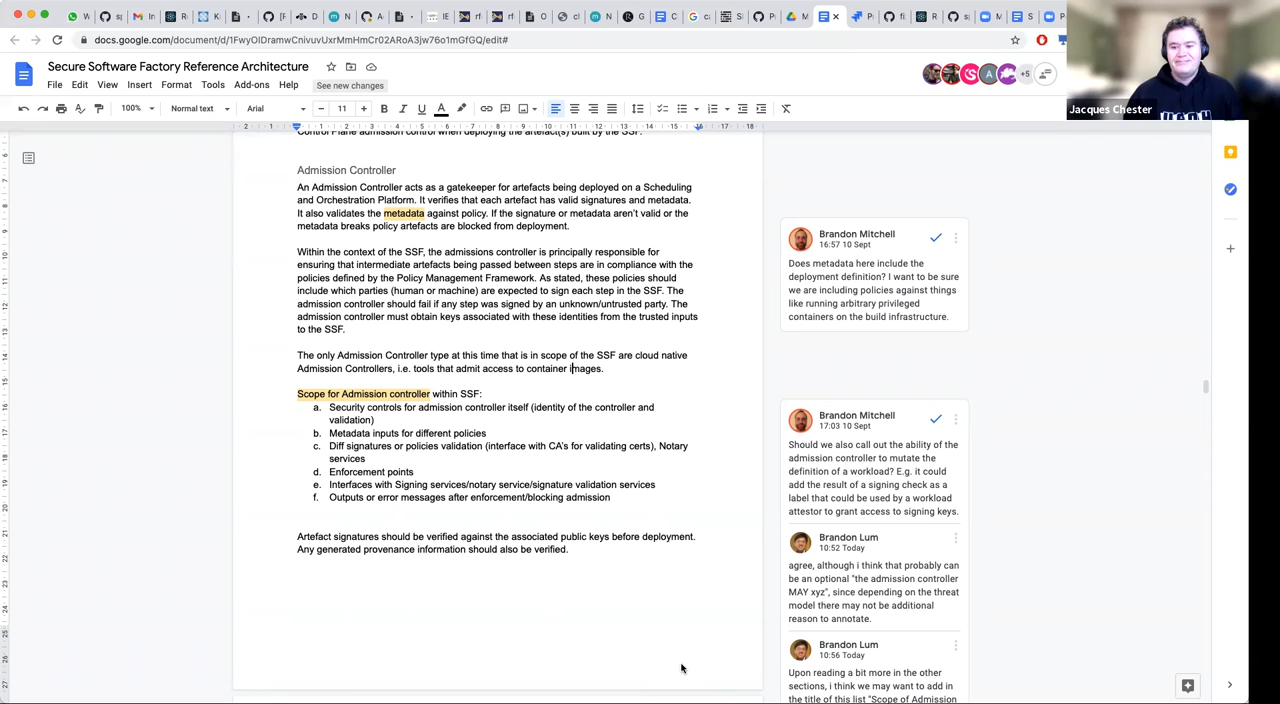 docs.google.com/document/d/1FwyOIDramwCnivuvUxrMmHmCr02ARoA3jw76o1mGfGQ/edit#
Secure Software Factory Reference Architecture
File Edit View Insert Format Tools Add-ons Help See new changes
+5
Jacques Chester
100% Normal text Arial 11
Control Plane admission control when deploying the artefact(s) built by the SSF.
Admission Controller
An Admission Controller acts as a gatekeeper for artefacts being deployed on a Scheduling
and Orchestration Platform. It verifies that each artefact has valid signatures and metadata.
It also validates the metadata against policy. If the signature or metadata aren't valid or the
metadata breaks policy artefacts are blocked from deployment.
Within the context of the SSF, the admissions controller is principally responsible for
ensuring that intermediate artefacts being passed between steps are in compliance with the
policies defined by the Policy Management Framework. As stated, these policies should
include which parties (human or machine) are expected to sign each step in the SSF. The
admission controller should fail if any step was signed by an unknown/untrusted party. The
admission controller must obtain keys associated with these identities from the trusted inputs
to the SSF.
The only Admission Controller type at this time that is in scope of the SSF are cloud native
Admission Controllers, i.e. tools that admit access to container images.
Scope for Admission controller within SSF:
a. Security controls for admission controller itself (identity of the controller and
validation)
b. Metadata inputs for different policies
c. Diff signatures or policies validation (interface with CA's for validating certs), Notary
services
d. Enforcement points
e. Interfaces with Signing services/notary service/signature validation services
f. Outputs or error messages after enforcement/blocking admission
Artefact signatures should be verified against the associated public keys before deployment.
Any generated provenance information should also be verified.
Brandon Mitchell
16:57 10 Sept
Does metadata here include the
deployment definition? I want to be sure
we are including policies against things
like running arbitrary privileged
containers on the build infrastructure.
Brandon Mitchell
17:03 10 Sept
Should we also call out the ability of the
admission controller to mutate the
definition of a workload? E.g. it could
add the result of a signing check as a
label that could be used by a workload
attestor to grant access to signing keys.
Brandon Lum
10:52 Today
agree, although i think that probably can
be an optional "the admission controller
MAY xyz", since depending on the threat
model there may not be additional
reason to annotate.
Brandon Lum
10:56 Today
Upon reading a bit more in the other
sections, i think we may want to add in
the title of this list "Scope of Admission